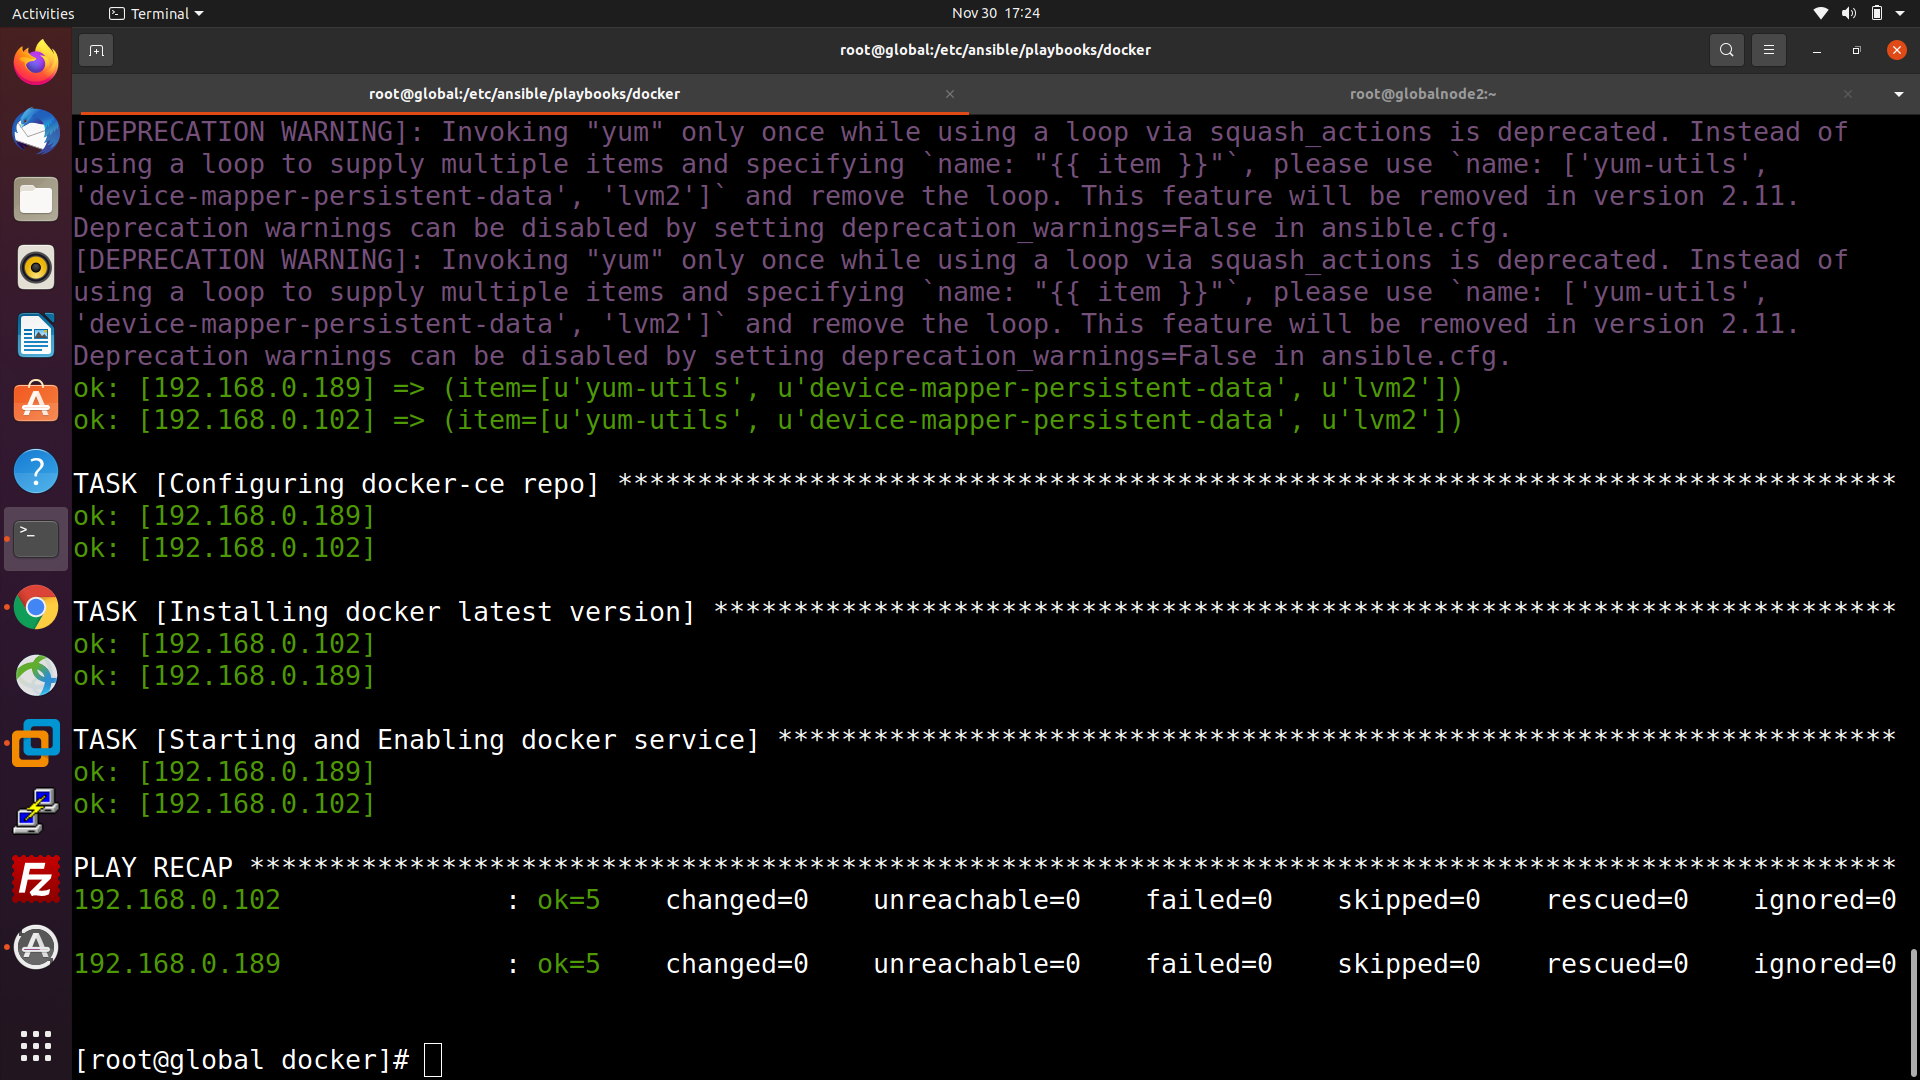 Activities
Terminal
Nov 30 17:24
root@global:/etc/ansible/playbooks/docker
root@global:/etc/ansible/playbooks/docker
root@globalnode2:~
[DEPRECATION WARNING]: Invoking "yum" only once while using a loop via squash_actions is deprecated. Instead of
using a loop to supply multiple items and specifying `name: "{{ item }}"`, please use `name: ['yum-utils',
'device-mapper-persistent-data', 'lvm2']` and remove the loop. This feature will be removed in version 2.11.
Deprecation warnings can be disabled by setting deprecation_warnings=False in ansible.cfg.
[DEPRECATION WARNING]: Invoking "yum" only once while using a loop via squash_actions is deprecated. Instead of
using a loop to supply multiple items and specifying `name: "{{ item }}"`, please use `name: ['yum-utils',
'device-mapper-persistent-data', 'lvm2']` and remove the loop. This feature will be removed in version 2.11.
Deprecation warnings can be disabled by setting deprecation_warnings=False in ansible.cfg.
ok: [192.168.0.189] => (item=[u'yum-utils', u'device-mapper-persistent-data', u'lvm2'])
ok: [192.168.0.102] => (item=[u'yum-utils', u'device-mapper-persistent-data', u'lvm2'])
TASK [Configuring docker-ce repo] ********************************************************************************
ok: [192.168.0.189]
ok: [192.168.0.102]
TASK [Installing docker latest version] **************************************************************************
ok: [192.168.0.102]
ok: [192.168.0.189]
TASK [Starting and Enabling docker service] **********************************************************************
ok: [192.168.0.189]
ok: [192.168.0.102]
PLAY RECAP *******************************************************************************************************
192.168.0.102 : ok=5 changed=0 unreachable=0 failed=0 skipped=0 rescued=0 ignored=0
192.168.0.189 : ok=5 changed=0 unreachable=0 failed=0 skipped=0 rescued=0 ignored=0
[root@global docker]#